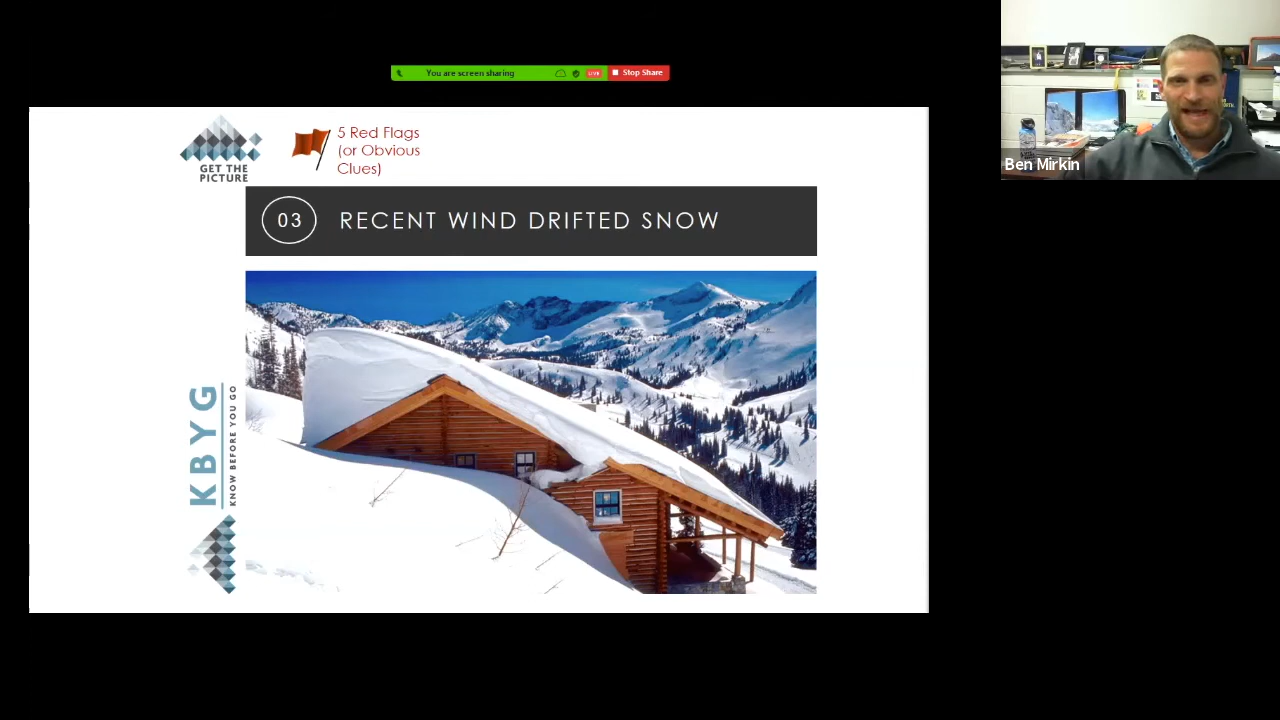 You are screen sharing
LIVE
Stop Share
5 Red Flags
(or Obvious
Clues)
GET THE
PICTURE
03
RECENT WIND DRIFTED SNOW
KBYG
KNOW BEFORE YOU GO
Ben Mirkin